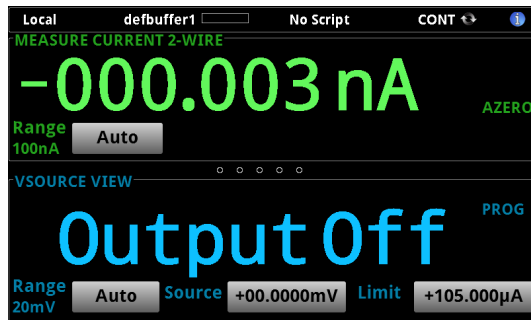 Local defbuffer1 No Script CONT i
MEASURE CURRENT 2-WIRE
-000.003 nA
AZERO
Range Auto
100nA
VSOURCE VIEW
PROG
Output Off
Range Auto Source +00.0000mV Limit +105.000µA
20mV